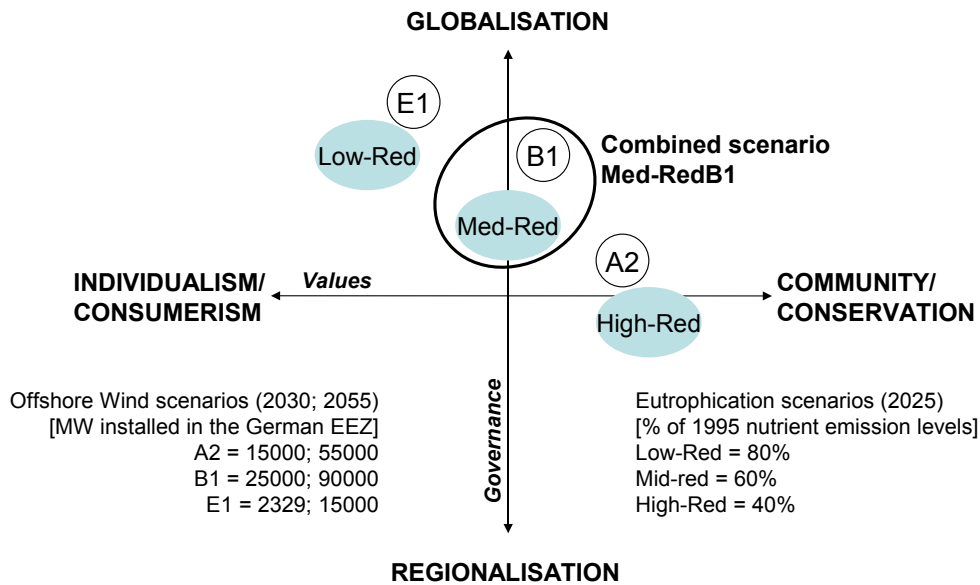 GLOBALISATION
E1
Low-Red
B1
Combined scenario
Med-RedB1
Med-Red
A2
INDIVIDUALISM/
CONSUMERISM
Values
COMMUNITY/
CONSERVATION
High-Red
Governance
Offshore Wind scenarios (2030; 2055)
[MW installed in the German EEZ]
A2 = 15000; 55000
B1 = 25000; 90000
E1 = 2329; 15000
Eutrophication scenarios (2025)
[% of 1995 nutrient emission levels]
Low-Red = 80%
Mid-red = 60%
High-Red = 40%
REGIONALISATION